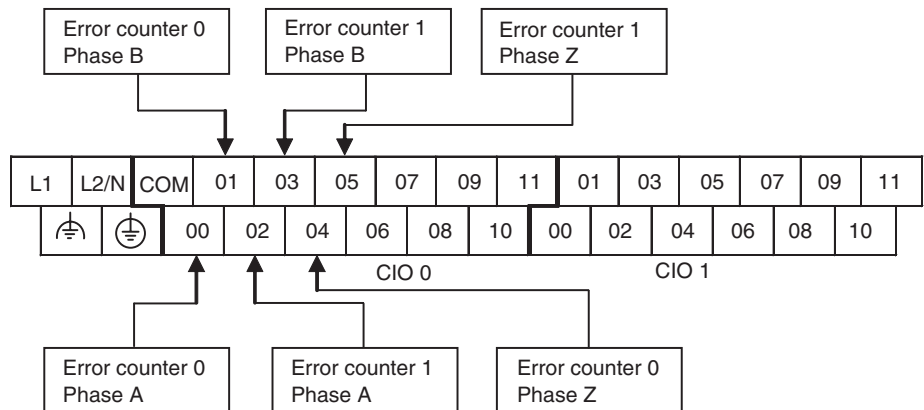 Error counter 0
Phase B
Error counter 1
Phase B
Error counter 1
Phase Z
L1 L2/N COM 01 03 05 07 09 11 01 03 05 07 09 11
00 02 04 06 08 10 00 02 04 06 08 10
CIO 0 CIO 1
Error counter 0
Phase A
Error counter 1
Phase A
Error counter 0
Phase Z